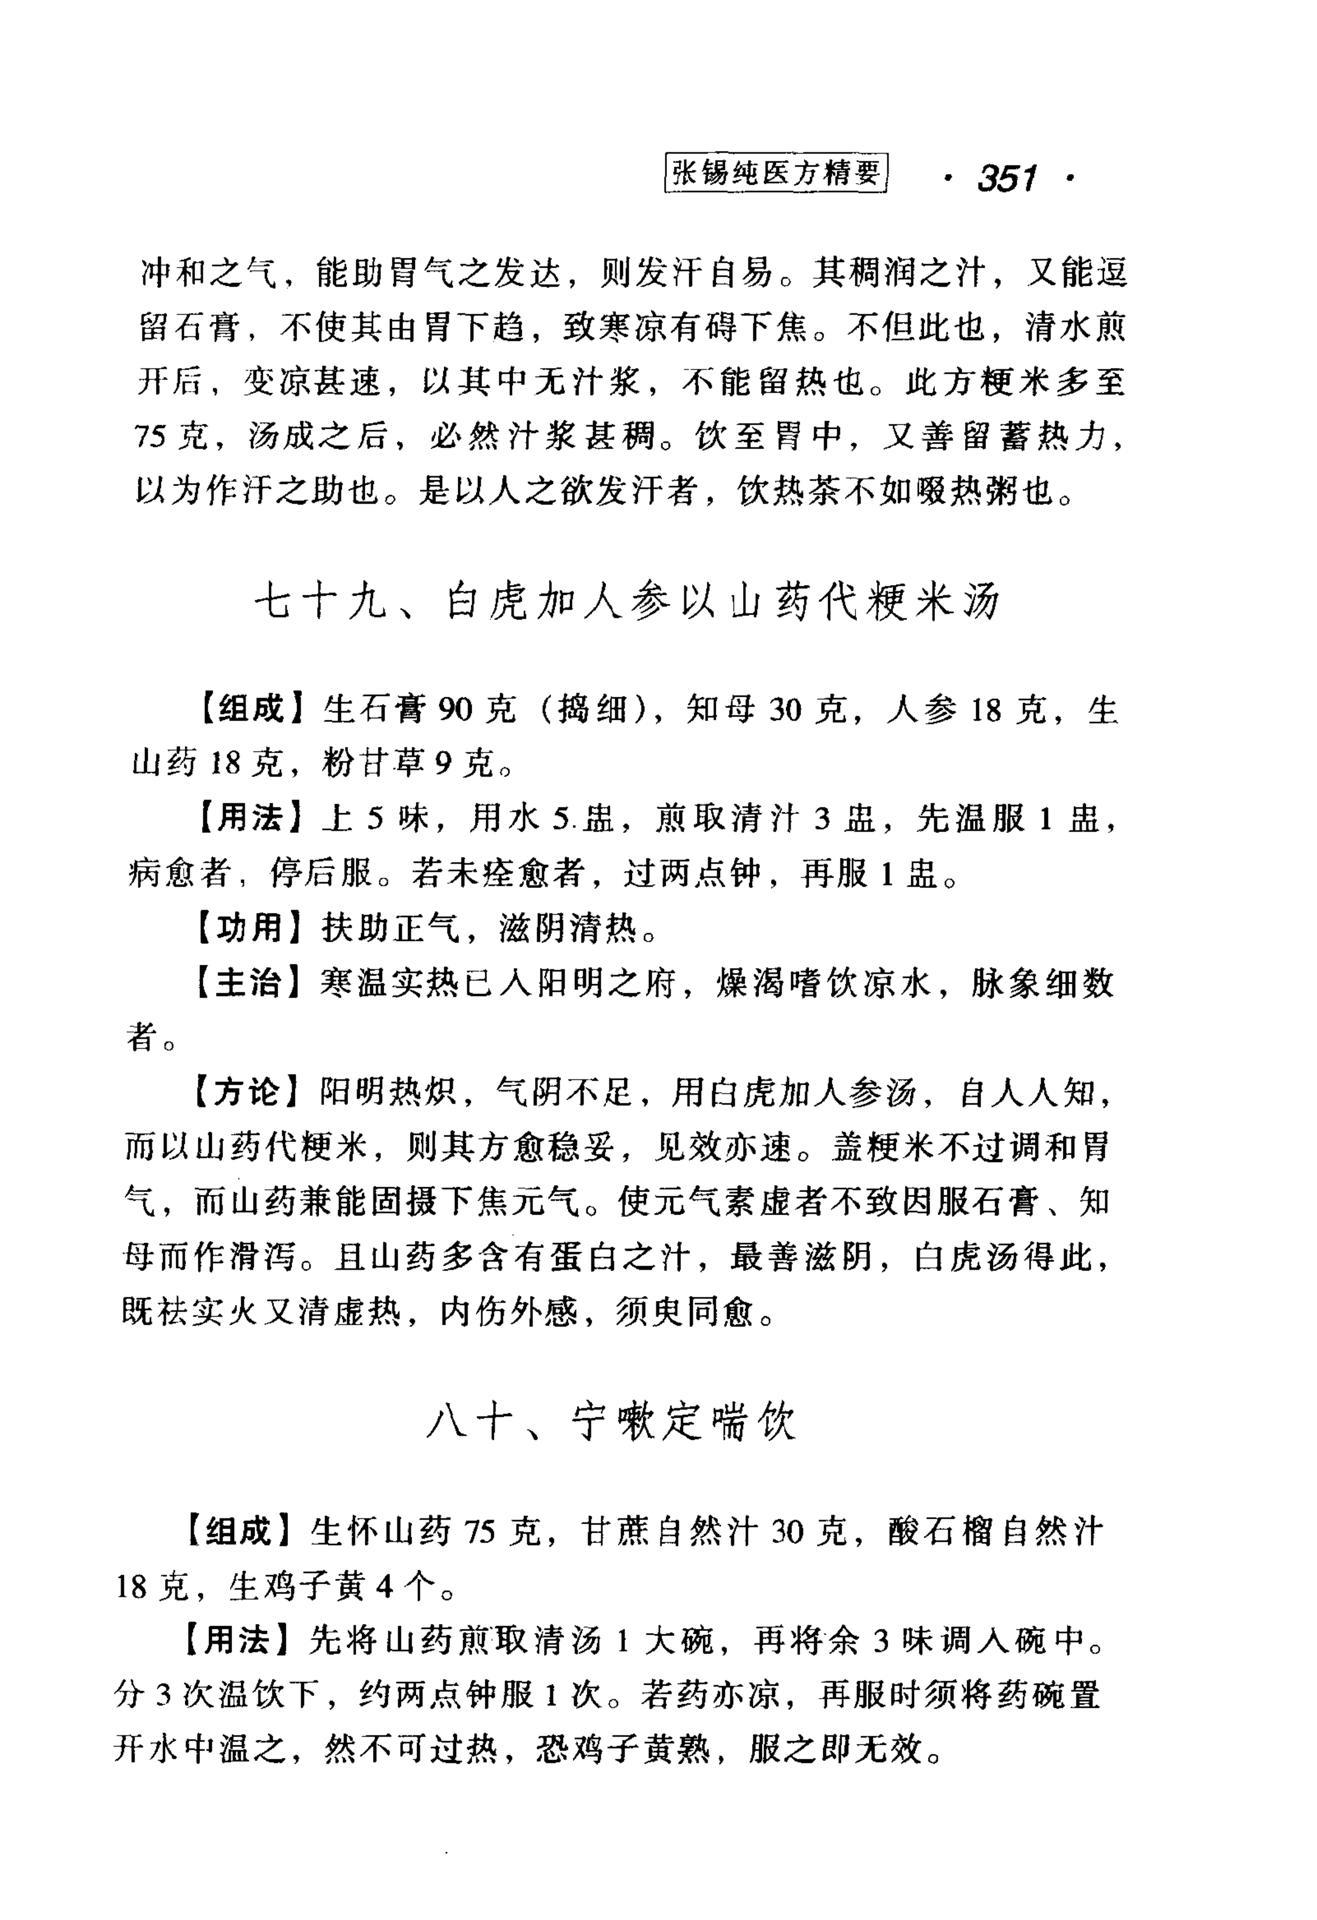 张锡纯医方精要 · 351 ·
冲和之气，能助胃气之发达，则发汗自易。其稠润之汁，又能逗
留石膏，不使其由胃下趋，致寒凉有碍下焦。不但此也，清水煎
开后，变凉甚速，以其中无汁浆，不能留热也。此方粳米多至
75克，汤成之后，必然汁浆甚稠。饮至胃中，又善留蓄热力，
以为作汗之助也。是以人之欲发汗者，饮热茶不如啜热粥也。
七十九、白虎加人参以山药代粳米汤
【组成】生石膏90克（捣细），知母30克，人参18克，生
山药18克，粉甘草9克。
【用法】上5味，用水5盅，煎取清汁3盅，先温服1盅，
病愈者，停后服。若未痊愈者，过两点钟，再服1盅。
【功用】扶助正气，滋阴清热。
【主治】寒温实热已入阳明之府，燥渴嗜饮凉水，脉象细数
者。
【方论】阳明热炽，气阴不足，用白虎加人参汤，自人人知，
而以山药代粳米，则其方愈稳妥，见效亦速。盖粳米不过调和胃
气，而山药兼能固摄下焦元气。使元气素虚者不致因服石膏、知
母而作滑泻。且山药多含有蛋白之汁，最善滋阴，白虎汤得此，
既祛实火又清虚热，内伤外感，须臾同愈。
八十、宁嗽定喘饮
【组成】生怀山药75克，甘蔗自然汁30克，酸石榴自然汁
18克，生鸡子黄4个。
【用法】先将山药煎取清汤1大碗，再将余3味调入碗中。
分3次温饮下，约两点钟服1次。若药亦凉，再服时须将药碗置
开水中温之，然不可过热，恐鸡子黄熟，服之即无效。